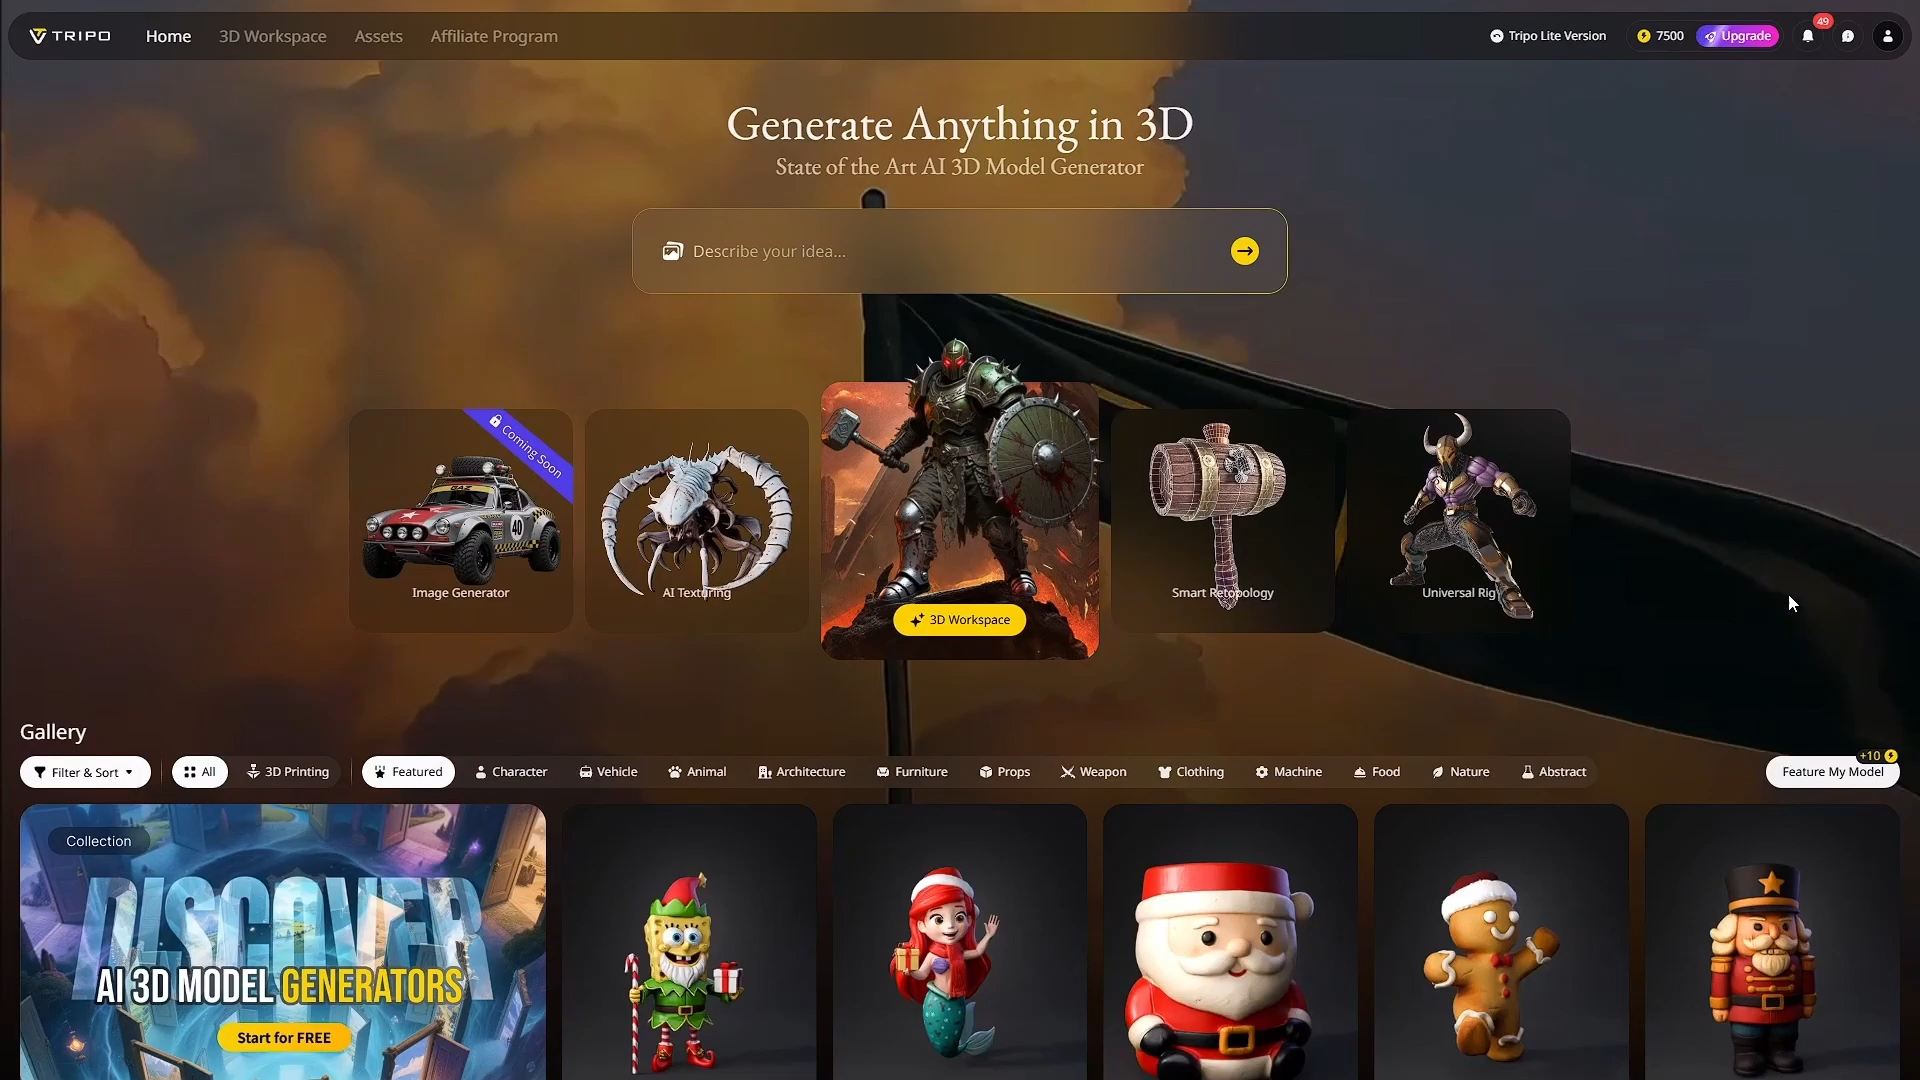 TRIPO
Home
3D Workspace
Assets
Affiliate Program
Tripo Lite Version
7500
Upgrade
49
Generate Anything in 3D
State of the Art AI 3D Model Generator
Describe your idea...
Coming Soon
GAZ
40
Image Generator
AI Texturing
3D Workspace
Smart Retopology
Universal Rig
Gallery
Filter & Sort
All
3D Printing
Featured
Character
Vehicle
Animal
Architecture
Furniture
Props
Weapon
Clothing
Machine
Food
Nature
Abstract
+10
Feature My Model
Collection
DISCOVER
AI 3D MODEL GENERATORS
Start for FREE